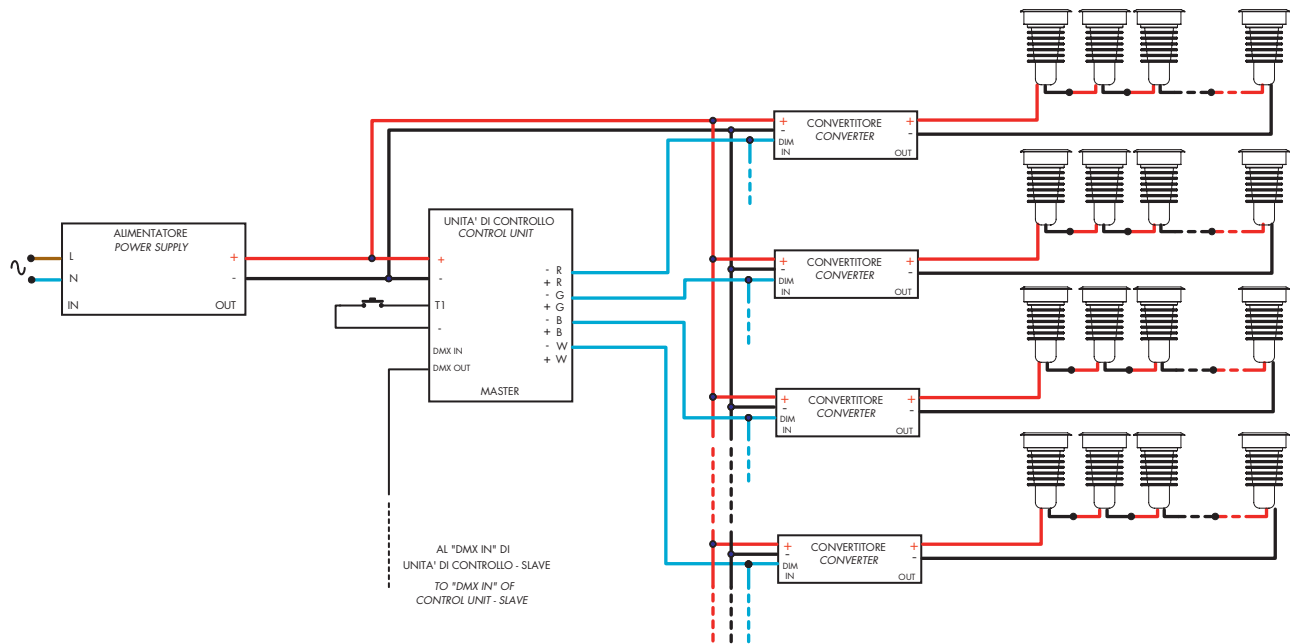 ALIMENTATORE
POWER SUPPLY
L
N
IN
+
-
OUT
UNITA' DI CONTROLLO
CONTROL UNIT
+
-
T1
-
DMX IN
DMX OUT
- R
+ R
- G
+ G
- B
+ B
- W
+ W
MASTER
AL "DMX IN" DI
UNITA' DI CONTROLLO - SLAVE
TO "DMX IN" OF
CONTROL UNIT - SLAVE
CONVERTITORE
CONVERTER
+
-
DIM
IN
+
-
OUT
CONVERTITORE
CONVERTER
+
-
DIM
IN
+
-
OUT
CONVERTITORE
CONVERTER
+
-
DIM
IN
+
-
OUT
CONVERTITORE
CONVERTER
+
-
DIM
IN
+
-
OUT